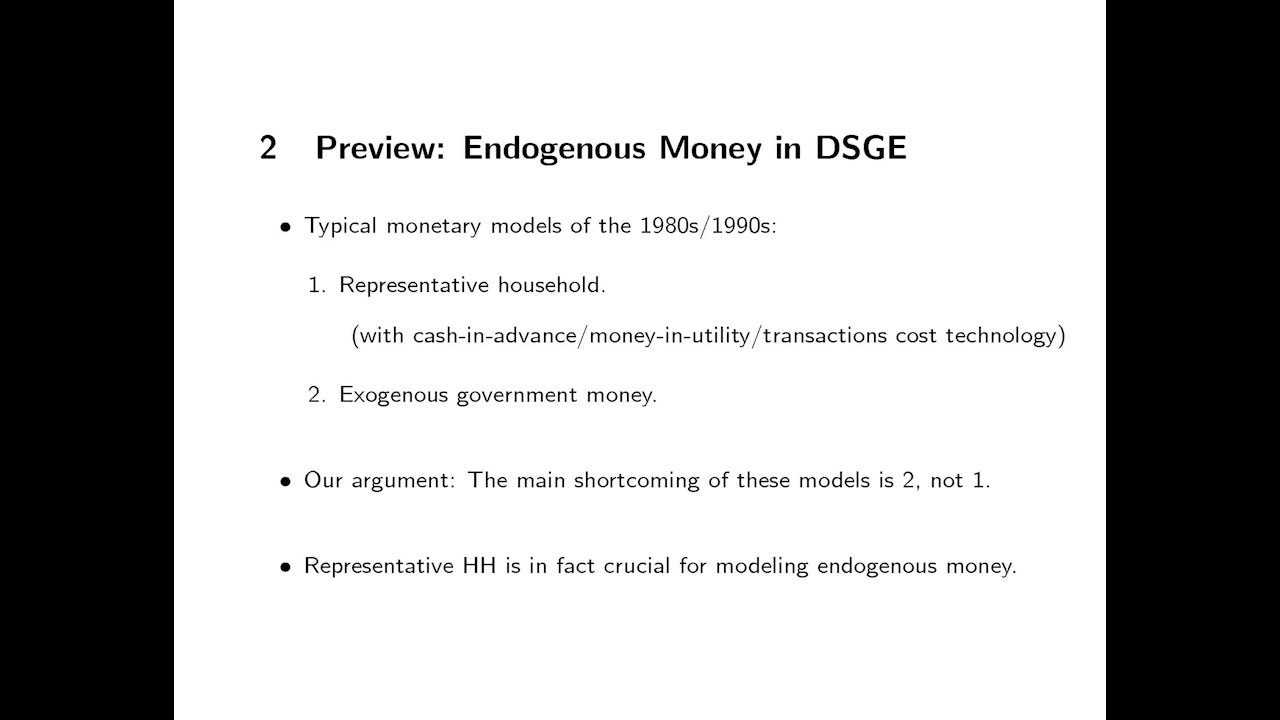 2 Preview: Endogenous Money in DSGE
● Typical monetary models of the 1980s/1990s:
1. Representative household.
(with cash-in-advance/money-in-utility/transactions cost technology)
2. Exogenous government money.
● Our argument: The main shortcoming of these models is 2, not 1.
● Representative HH is in fact crucial for modeling endogenous money.